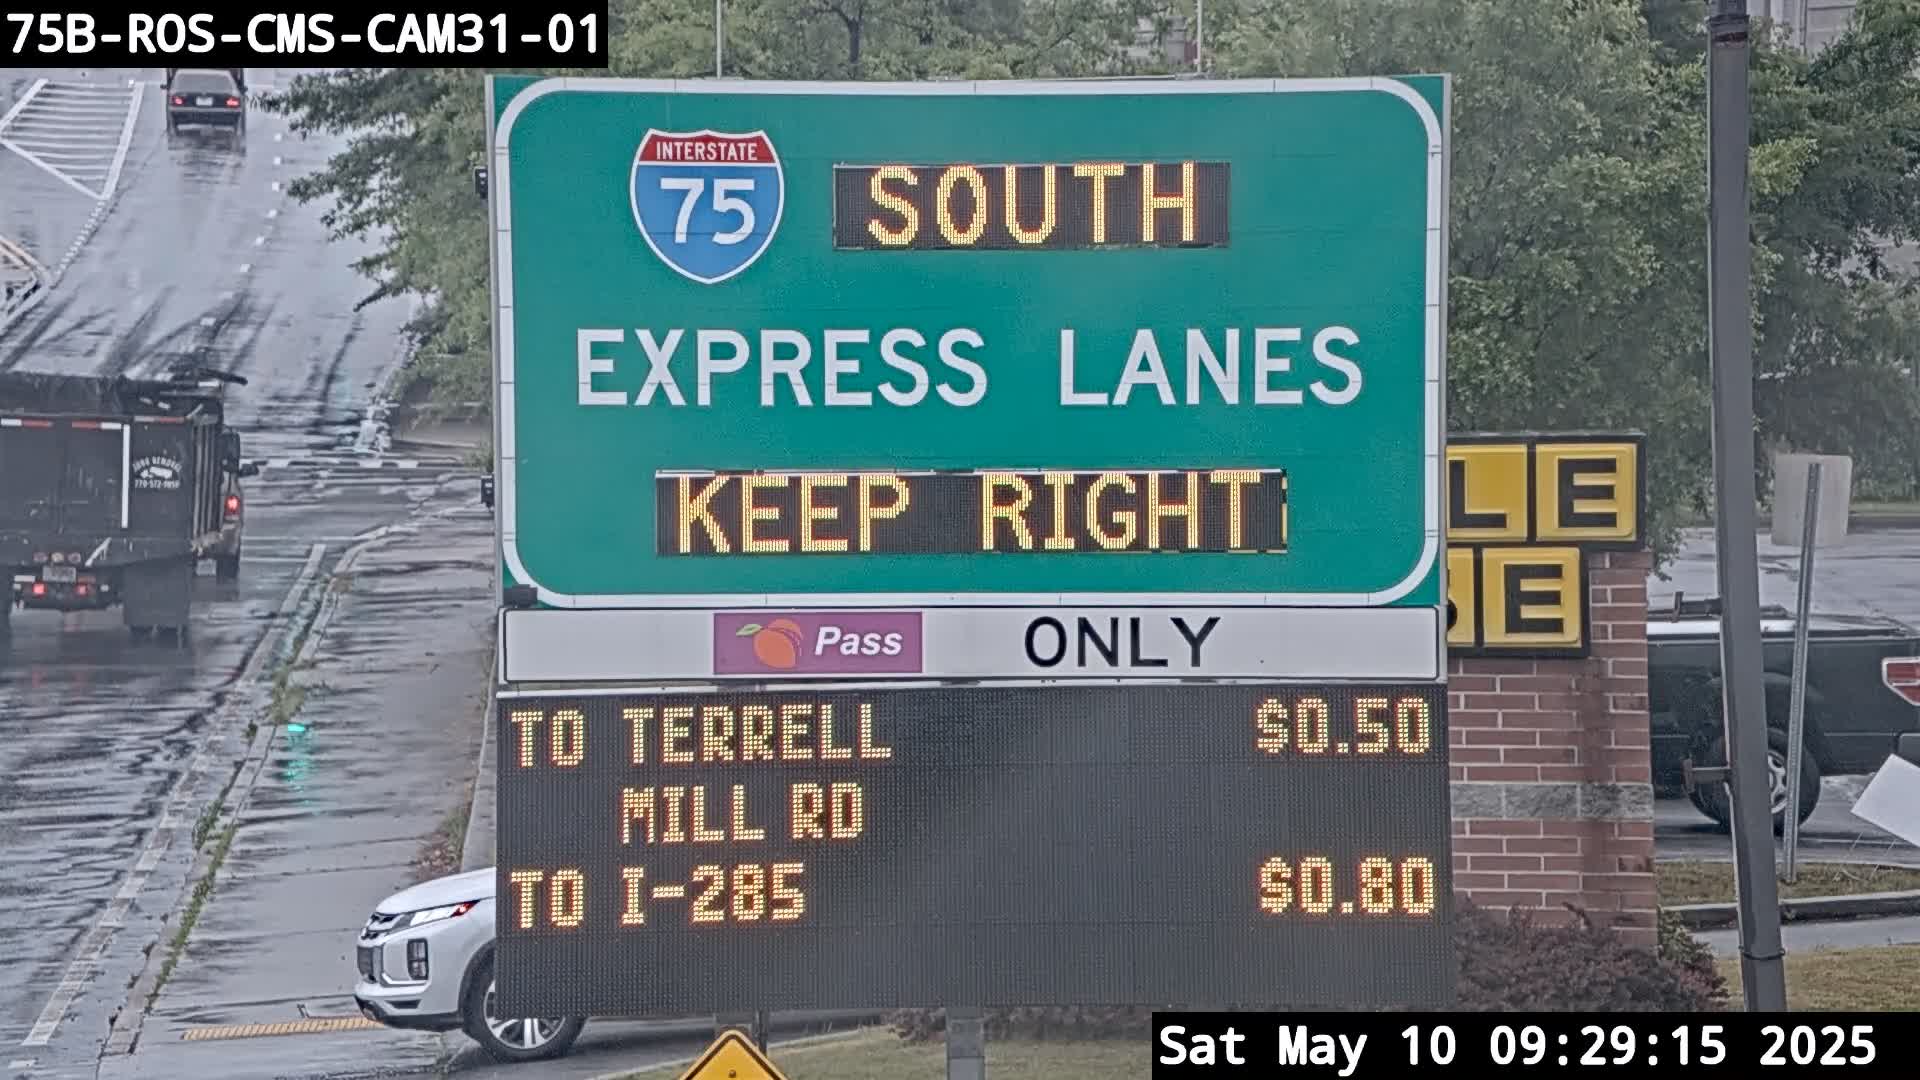 75B-ROS-CMS-CAM31-01
INTERSTATE
75
SOUTH
EXPRESS LANES
KEEP RIGHT
Pass ONLY
TO TERRELL $0.50
MILL RD
TO I-285 $0.80
LE
E
Sat May 10 09:29:15 2025